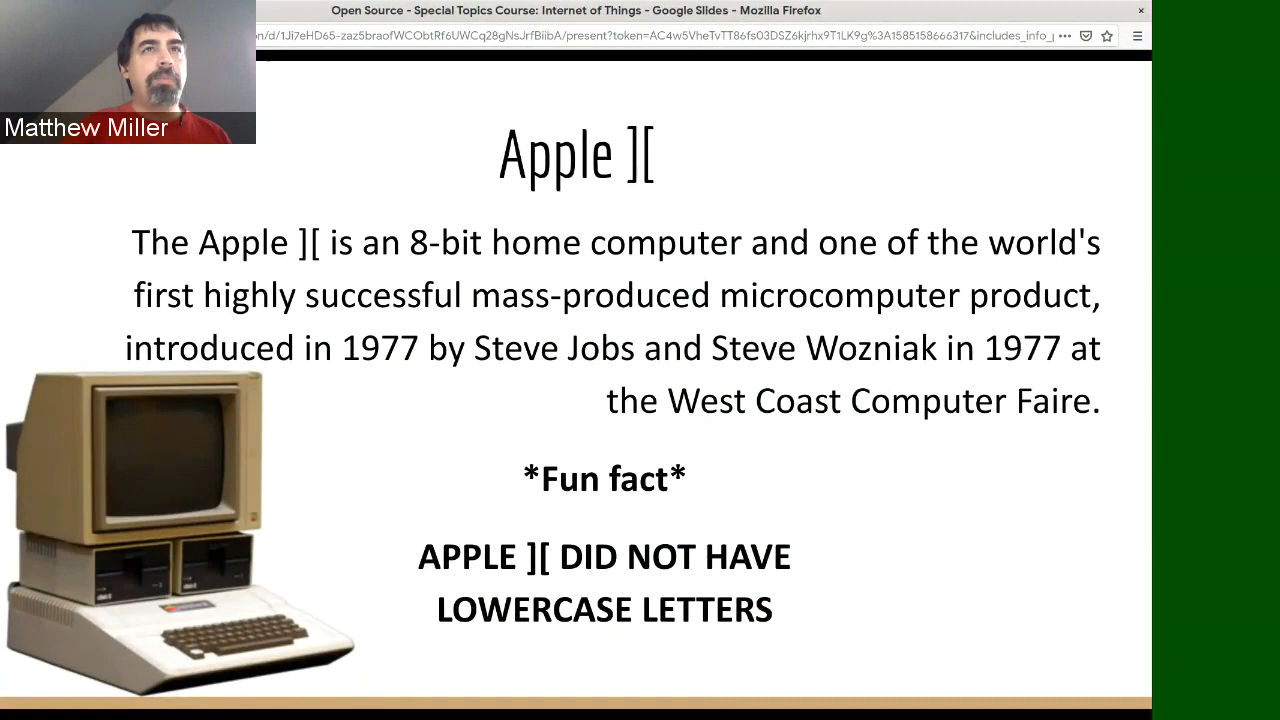 Open Source - Special Topics Course: Internet of Things - Google Slides - Mozilla Firefox
on/d/1Ji7eHD65-zaz5braofWCObtRf6UWCq28gNsJrfBiibA/present?token=AC4w5VheTvTT86fs03DSZ6kjrhx9T1LK9g%3A1585158666317&includes_info_p
Matthew Miller
Apple ][
The Apple ][ is an 8-bit home computer and one of the world's
first highly successful mass-produced microcomputer product,
introduced in 1977 by Steve Jobs and Steve Wozniak in 1977 at
the West Coast Computer Faire.
*Fun fact*
APPLE ][ DID NOT HAVE
LOWERCASE LETTERS